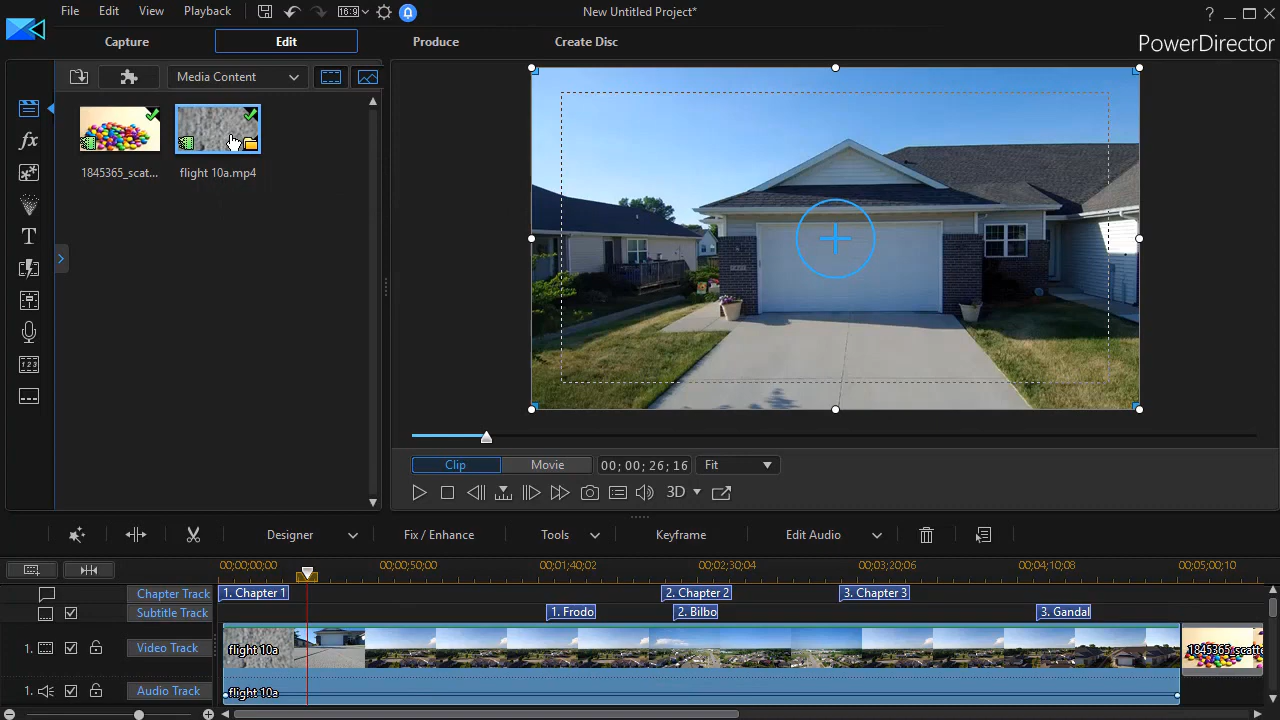 File Edit View Playback 16:9 New Untitled Project* ?
Capture Edit Produce Create Disc PowerDirector
Media Content
1845365_scat... flight 10a.mp4
fx
T
Clip Movie 00; 00; 26; 16 Fit
3D
Designer Fix / Enhance Tools Keyframe Edit Audio
00;00;00;00 00;00;50;00 00;01;40;02 00;02;30;04 00;03;20;06 00;04;10;08 00;05;00;10
Chapter Track 1. Chapter 1 2. Chapter 2 3. Chapter 3
Subtitle Track 1. Frodo 2. Bilbo 3. Gandal
1. Video Track flight 10a 1845365_scatte
1. Audio Track flight 10a